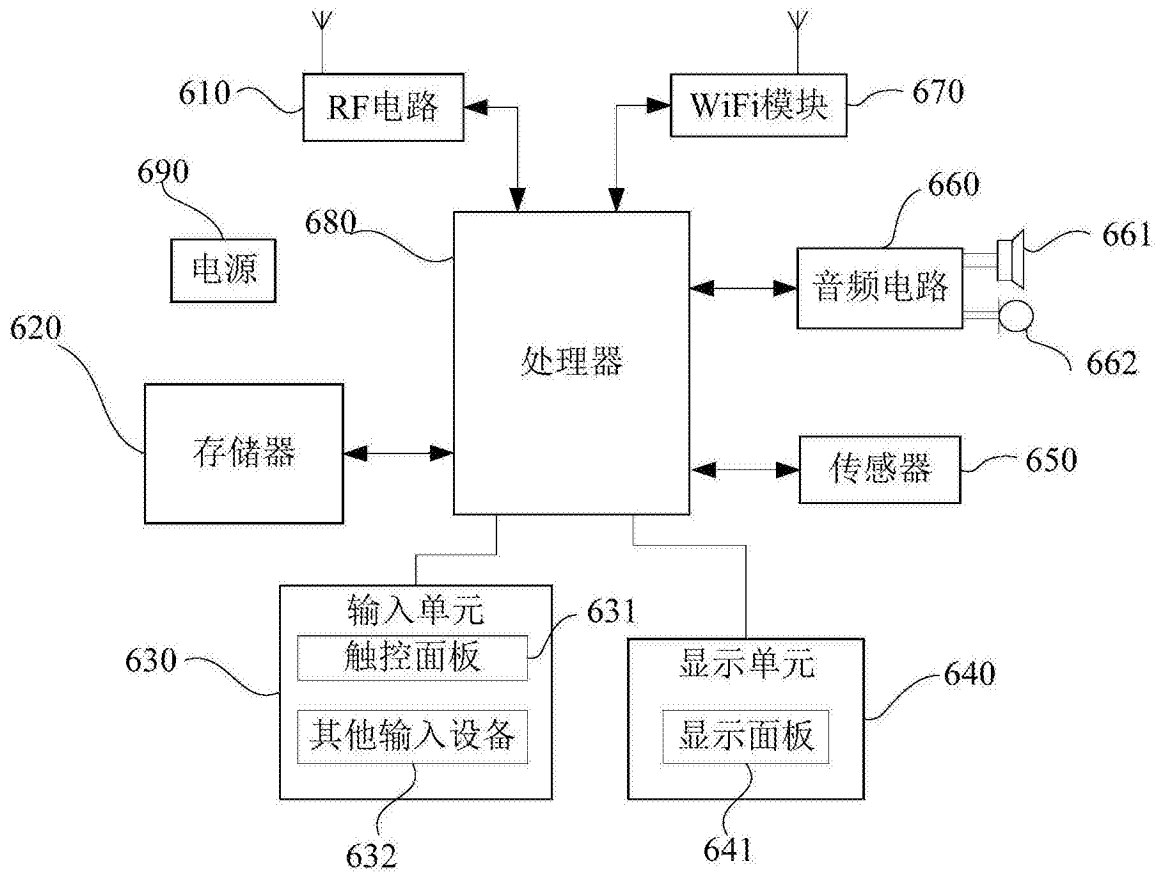 610
RF电路
WiFi模块
670
690
680
660
661
电源
音频电路
620
处理器
662
存储器
传感器
650
输入单元
631
630
触控面板
显示单元
640
其他输入设备
显示面板
632
641